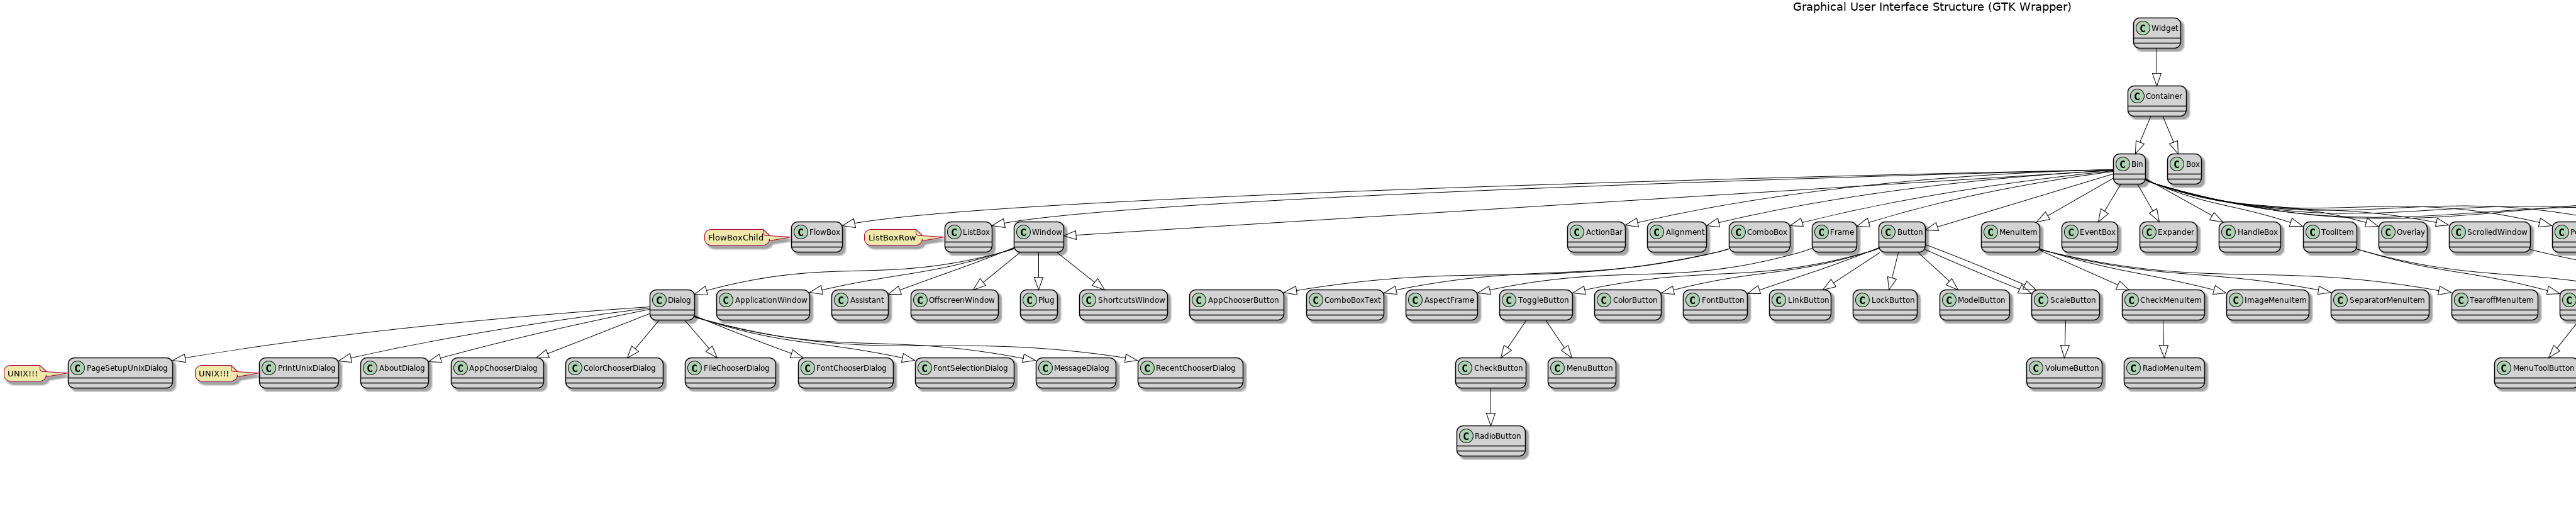 Graphical User Interface Structure (GTK Wrapper)
C Widget
C Container
C Bin
C Box
FlowBoxChild
C FlowBox
ListBoxRow
C ListBox
C Window
C ActionBar
C Alignment
C ComboBox
C Frame
C Button
C MenuItem
C EventBox
C Expander
C HandleBox
C ToolItem
C Overlay
C ScrolledWindow
C
C Dialog
C ApplicationWindow
C Assistant
C OffscreenWindow
C Plug
C ShortcutsWindow
C AppChooserButton
C ComboBoxText
C AspectFrame
C ToggleButton
C ColorButton
C FontButton
C LinkButton
C LockButton
C ModelButton
C ScaleButton
C CheckMenuItem
C ImageMenuItem
C SeparatorMenuItem
C TearoffMenuItem
C
UNIX!!!
C PageSetupUnixDialog
UNIX!!!
C PrintUnixDialog
C AboutDialog
C AppChooserDialog
C ColorChooserDialog
C FileChooserDialog
C FontChooserDialog
C FontSelectionDialog
C MessageDialog
C RecentChooserDialog
C CheckButton
C MenuButton
C VolumeButton
C RadioMenuItem
C MenuToolButton
C RadioButton